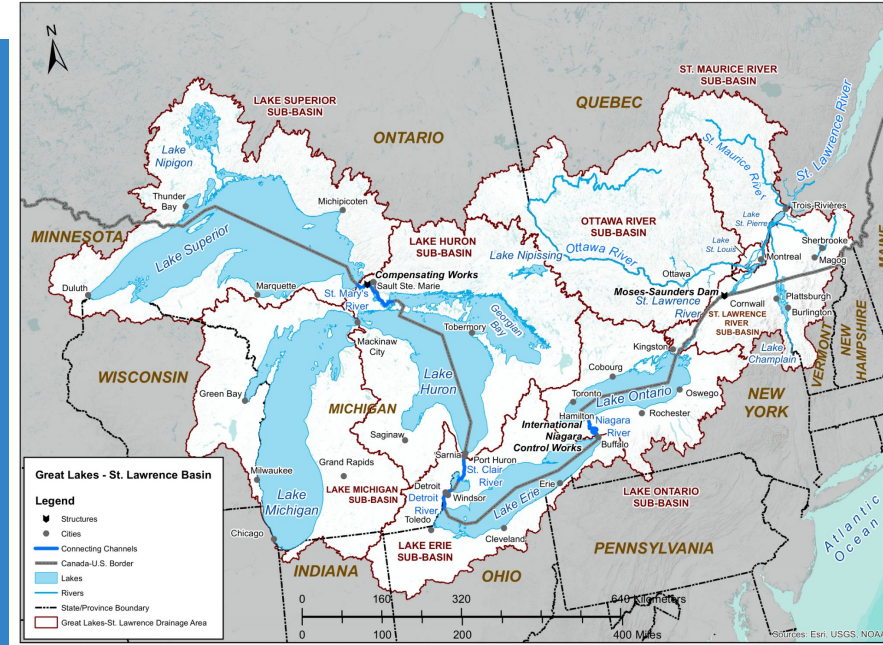 N
LAKE SUPERIOR
SUB-BASIN
ONTARIO
QUEBEC
ST. MAURICE RIVER
SUB-BASIN
St. Lawrence River
St. Maurice River
Lake
Nipigon
Thunder
Bay
Michipicoten
MINNESOTA
Lake Superior
LAKE HURON
SUB-BASIN
OTTAWA RIVER
SUB-BASIN
Lake Nipissing
Ottawa River
Trois-Rivières
Lake
St. Pierre
Lake
St. Louis
Sherbrooke
Magog
Montreal
MAINE
Duluth
Marquette
Compensating Works
Sault Ste. Marie
St. Mary's
River
Ottawa
Moses-Saunders Dam
St. Lawrence
River
Cornwall
ST. LAWRENCE
RIVER
SUB-BASIN
Plattsburgh
Burlington
Lake
Champlain
VERMONT
NEW
HAMPSHIRE
Georgian
Bay
Tobermory
Mackinaw
City
Kingston
WISCONSIN
Green Bay
MICHIGAN
Lake
Huron
Cobourg
Toronto
Lake Ontario
Oswego
NEW
YORK
Hamilton
Rochester
Niagara
River
International
Niagara
Control Works
Buffalo
Saginaw
Sarnia
Port Huron
St. Clair
River
Grand Rapids
Milwaukee
Lake
Michigan
LAKE MICHIGAN
SUB-BASIN
Detroit
Windsor
Detroit
River
Toledo
Lake Erie
Erie
LAKE ONTARIO
SUB-BASIN
Chicago
Cleveland
LAKE ERIE
SUB-BASIN
PENNSYLVANIA
INDIANA
OHIO
Atlantic
Ocean
Great Lakes - St. Lawrence Basin
Legend
Structures
Cities
Connecting Channels
Canada-U.S. Border
Lakes
Rivers
State/Province Boundary
Great Lakes-St. Lawrence Drainage Area
0 160 320 640 Kilometers
0 100 200 400 Miles
Sources: Esri, USGS, NOAA